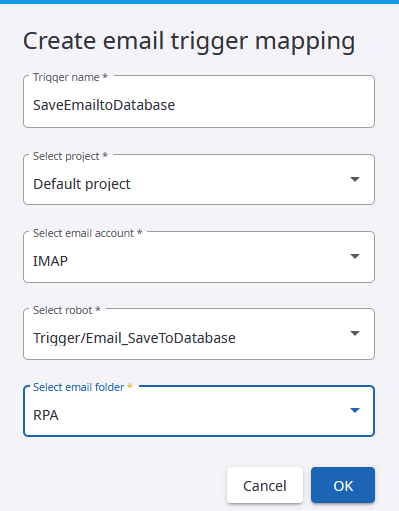 Create email trigger mapping
Trigger name *
SaveEmailtoDatabase
Select project *
Default project
Select email account *
IMAP
Select robot *
Trigger/Email_SaveToDatabase
Select email folder *
RPA
Cancel OK